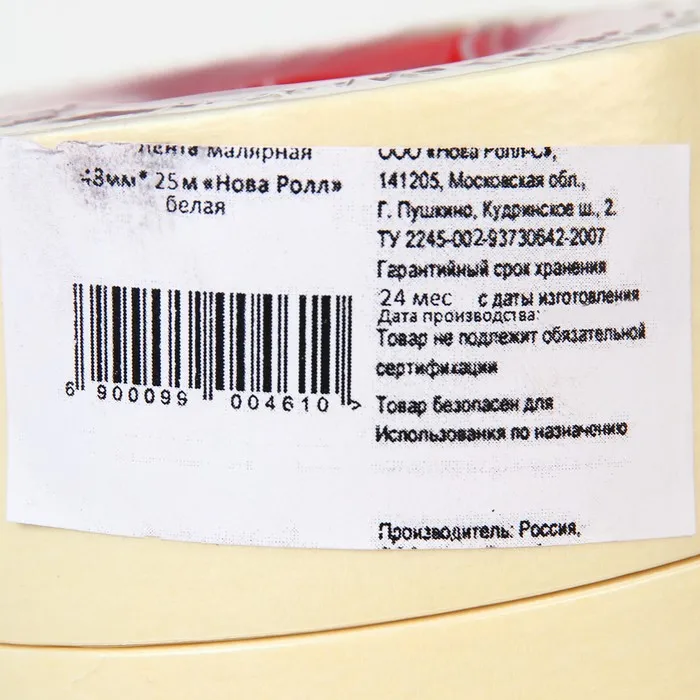 Лента малярная
48мм* 25 м «Нова Ролл»
белая
6 900099 004610 >
ООО «Нова Ролл-С»,
141205, Московская обл.,
Г. Пушкино, Кудринское ш., 2.
ТУ 2245-002-93730642-2007
Гарантийный срок хранения
24 мес с даты изготовления
Дата производства:
Товар не подлежит обязательной
сертификации
Товар безопасен для
Использования по назначению
Производитель: Россия,